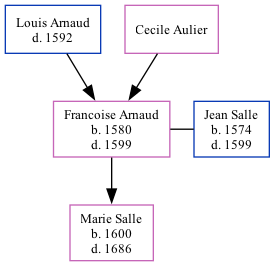 Louis Arnaud
d. 1592
Cecile Aulier
Francoise Arnaud
b. 1580
d. 1599
Jean Salle
b. 1574
d. 1599
Marie Salle
b. 1600
d. 1686